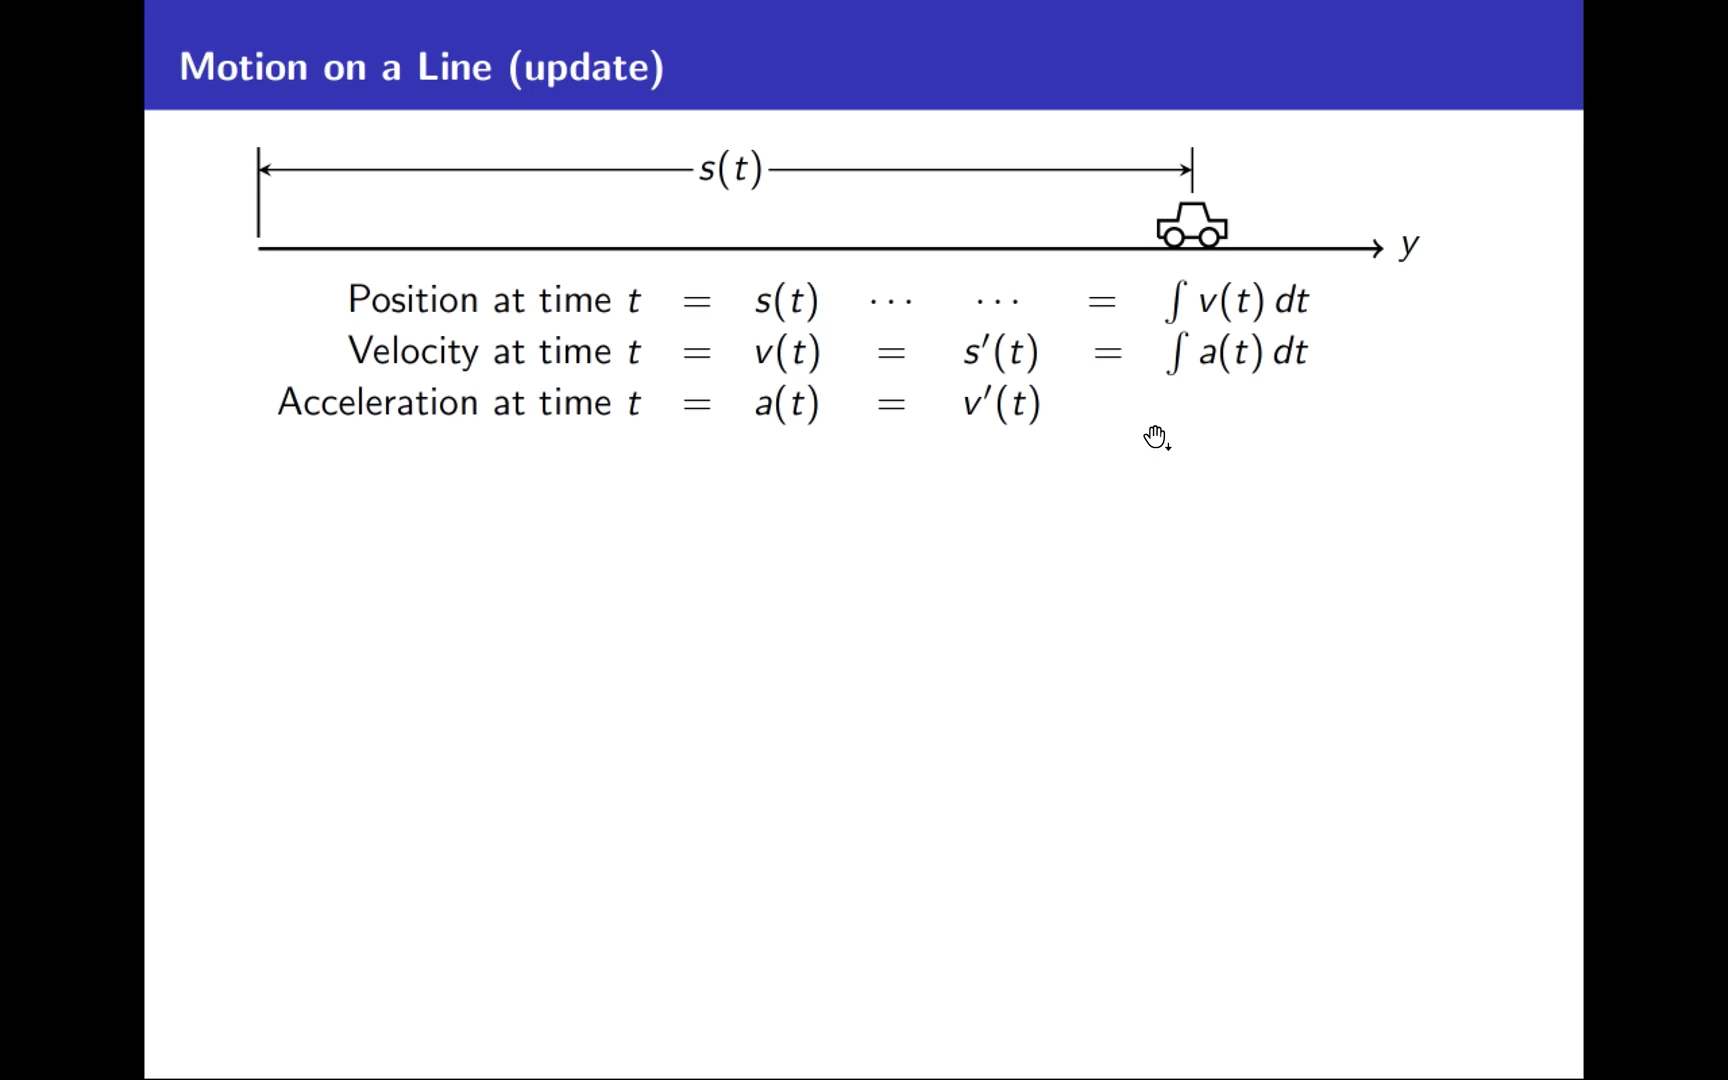 Motion on a Line (update)
s(t)
y
Position at time t = s(t) ··· ··· = ∫ v(t) dt
Velocity at time t = v(t) = s′(t) = ∫ a(t) dt
Acceleration at time t = a(t) = v′(t)